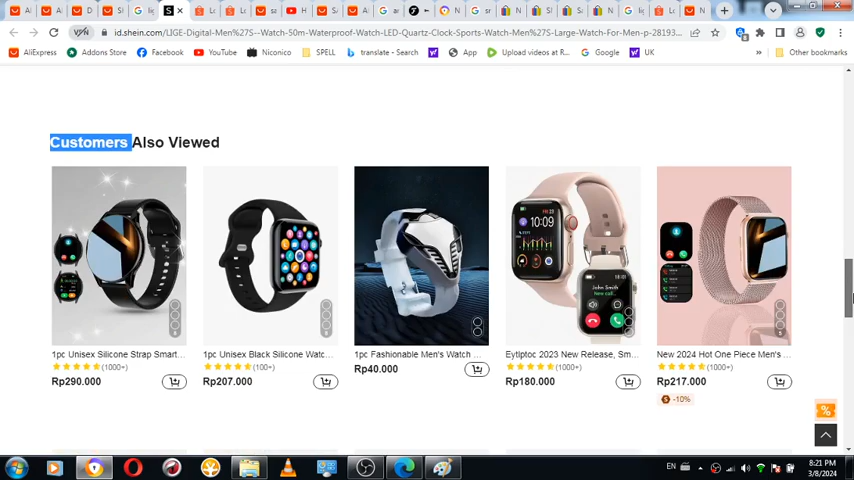 id.shein.com/LIGE-Digital-Men%27S--Watch-50m-Waterproof-Watch-LED-Quartz-Clock-Sports-Watch-Men%27S-Large-Watch-For-Men-p-28193...
AliExpress Addons Store Facebook YouTube Niconico SPELL translate - Search App Upload videos at R... Google UK » Other bookmarks
Customers Also Viewed
10:09
John Smith
1pc Unisex Silicone Strap Smart... 1pc Unisex Black Silicone Watc... 1pc Fashionable Men's Watch ... Eytlptoc 2023 New Release, Sm... New 2024 Hot One Piece Men's ...
(1000+) (100+) (1000+) (1000+)
Rp290.000 Rp207.000 Rp40.000 Rp180.000 Rp217.000
-10%
EN 8:21 PM
3/8/2024